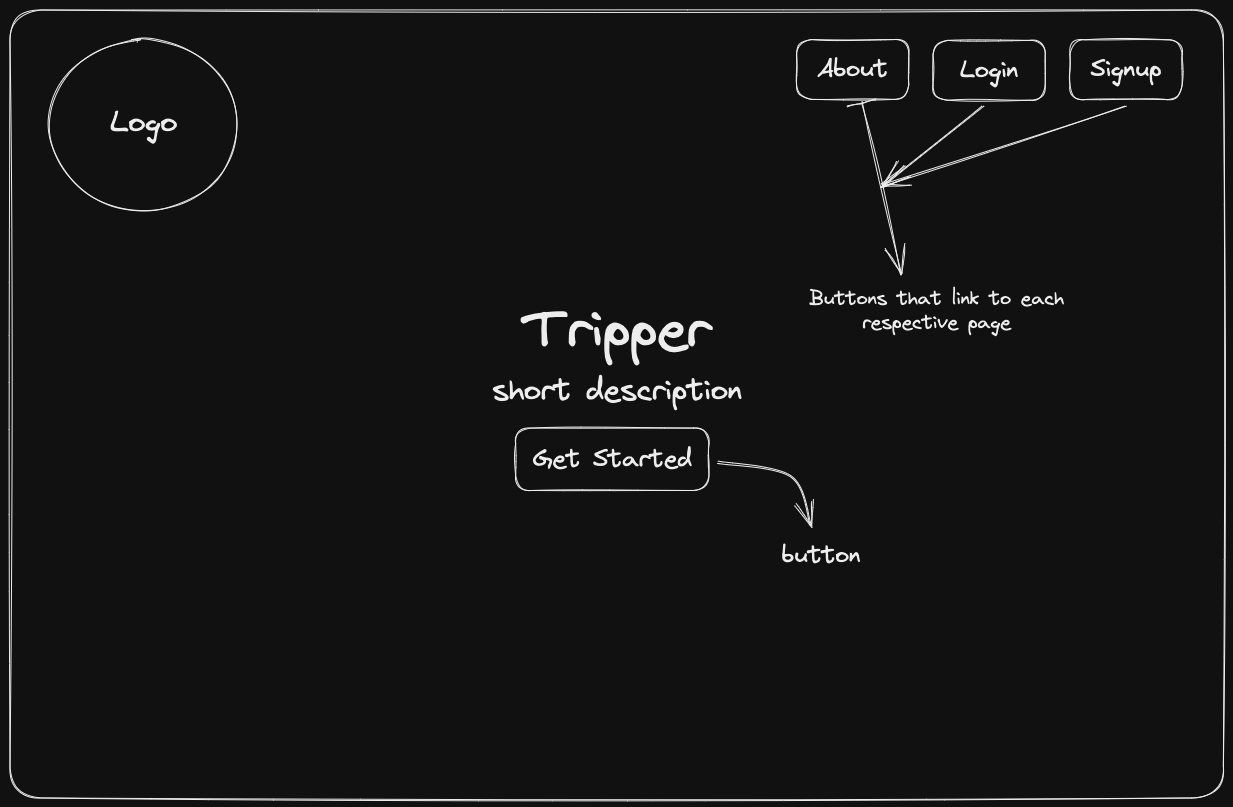 Logo
About
Login
Signup
Buttons that link to each
respective page
Tripper
short description
Get Started
button